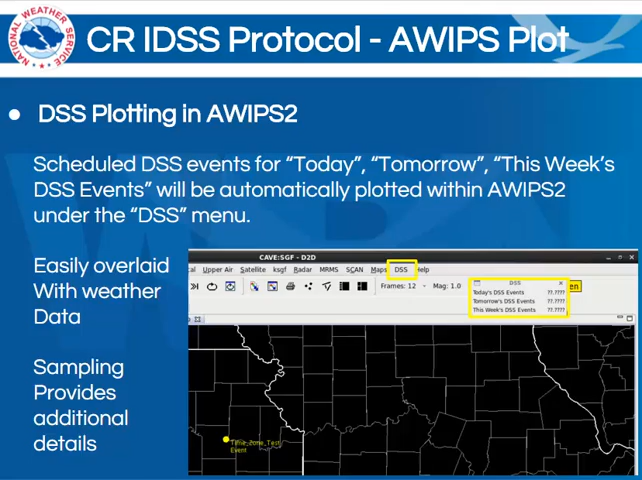 NATIONAL WEATHER SERVICE
CR IDSS Protocol - AWIPS Plot
● DSS Plotting in AWIPS2
Scheduled DSS events for “Today”, “Tomorrow”, “This Week’s
DSS Events” will be automatically plotted within AWIPS2
under the “DSS” menu.
Easily overlaid
With weather
Data
Sampling
Provides
additional
details
CAVE:SGF - D2D
Upper Air Satellite ksgf Radar MRMS SCAN Maps DSS Help
Frames: 12 Mag: 1.0
DSS
Today's DSS Events ??.????
Tomorrow's DSS Events ??.????
This Week's DSS Events ??.????
Time_Zone_Test
Event